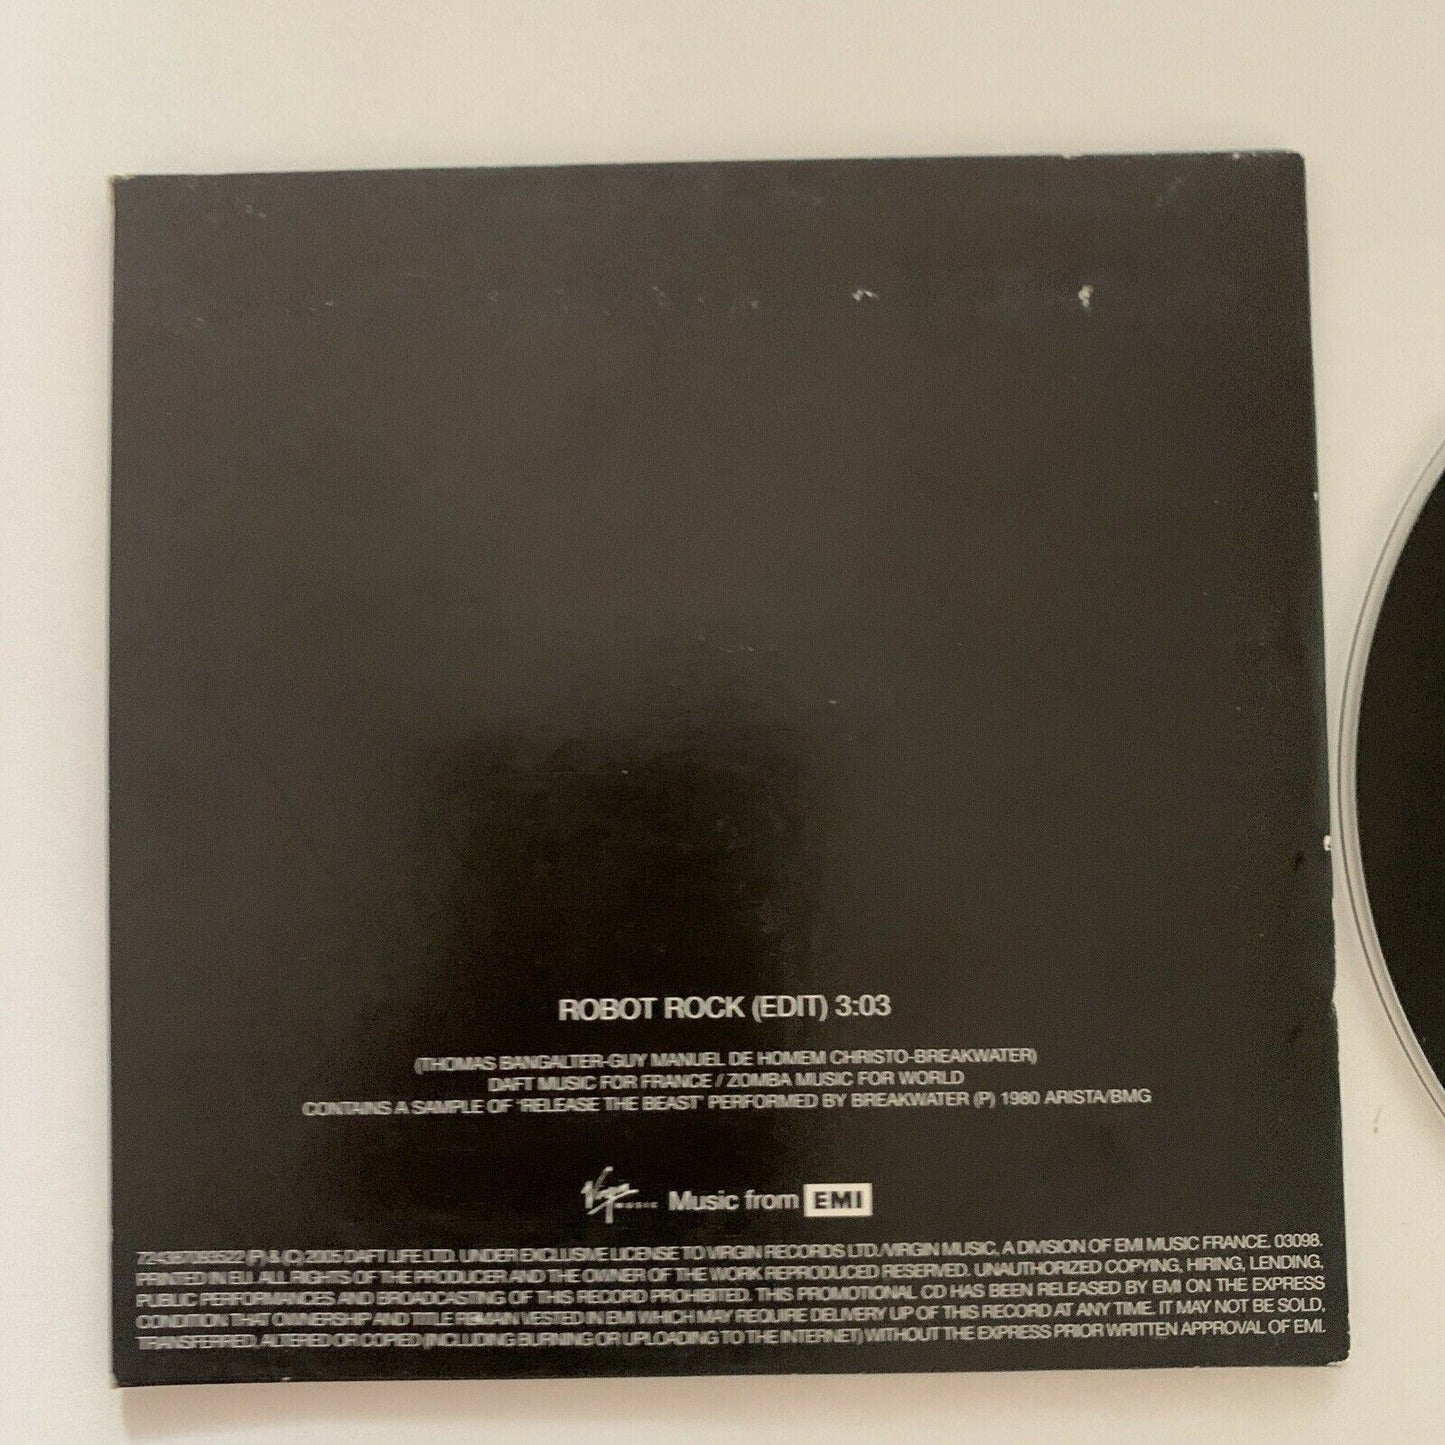 ROBOT ROCK (EDIT) 3:03
(THOMAS BANGALTER-GUY MANUEL DE HOMEM CHRISTO-BREAKWATER)
DAFT MUSIC FOR FRANCE / ZOMBA MUSIC FOR WORLD
CONTAINS A SAMPLE OF 'RELEASE THE BEAST' PERFORMED BY BREAKWATER (P) 1980 ARISTA/BMG
Virgin MUSIC Music from EMI
(P) & (C) 2005 DAFT LIFE LTD. UNDER EXCLUSIVE LICENSE TO VIRGIN RECORDS LTD./VIRGIN MUSIC, A DIVISION OF EMI MUSIC FRANCE. 03098.
PRINTED IN EU. ALL RIGHTS OF THE PRODUCER AND THE OWNER OF THE WORK REPRODUCED RESERVED. UNAUTHORIZED COPYING, HIRING, LENDING,
PUBLIC PERFORMANCES AND BROADCASTING OF THIS RECORD PROHIBITED. THIS PROMOTIONAL CD HAS BEEN RELEASED BY EMI ON THE EXPRESS
CONDITION THAT OWNERSHIP AND TITLE REMAIN VESTED IN EMI WHICH MAY REQUIRE DELIVERY UP OF THIS RECORD AT ANY TIME. IT MAY NOT BE SOLD,
TRANSFERRED, ALTERED OR COPIED (INCLUDING BURNING OR UPLOADING TO THE INTERNET) WITHOUT THE EXPRESS PRIOR WRITTEN APPROVAL OF EMI.